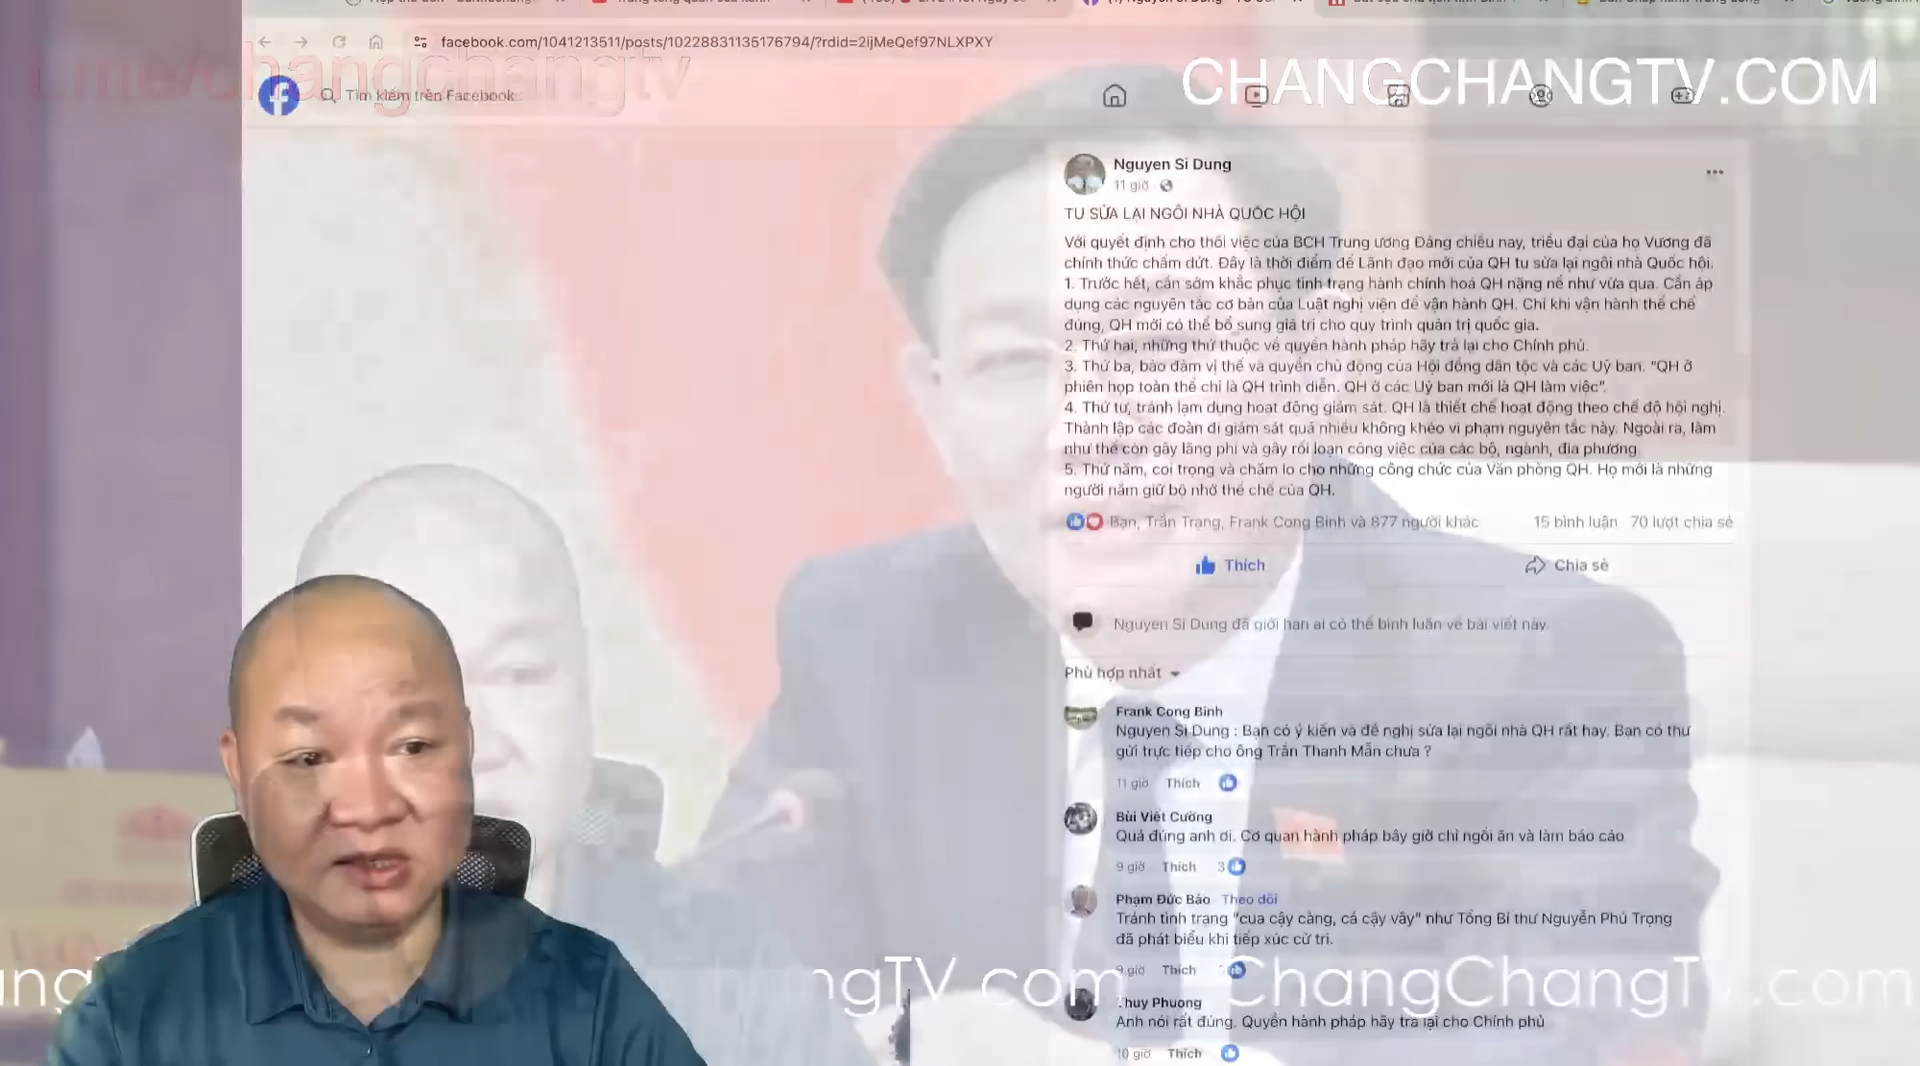 facebook.com/1041213511/posts/10228831135176794/?rdid=2ijMeQef97NLXPXY
t.me/changchangtv
CHANGCHANGTV.COM
Tìm kiếm trên Facebook
Nguyen Si Dung
11 giờ
TU SỬA LẠI NGÔI NHÀ QUỐC HỘI
Với quyết định cho thôi việc của BCH Trung ương Đảng chiều nay, triều đại của họ Vương đã
chính thức chấm dứt. Đây là thời điểm để Lãnh đạo mới của QH tu sửa lại ngôi nhà Quốc hội.
1. Trước hết, cần sớm khắc phục tình trạng hành chính hoá QH nặng nề như vừa qua. Cần áp
dụng các nguyên tắc cơ bản của Luật nghị viện để vận hành QH. Chỉ khi vận hành thể chế
đúng, QH mới có thể bổ sung giá trị cho quy trình quản trị quốc gia.
2. Thứ hai, những thứ thuộc về quyền hành pháp hãy trả lại cho Chính phủ.
3. Thứ ba, bảo đảm vị thế và quyền chủ động của Hội đồng dân tộc và các Uỷ ban. “QH ở
phiên họp toàn thể chỉ là QH trình diễn. QH ở các Uỷ ban mới là QH làm việc”.
4. Thứ tư, tránh lạm dụng hoạt động giám sát. QH là thiết chế hoạt động theo chế độ hội nghị.
Thành lập các đoàn đi giám sát quá nhiều không khéo vi phạm nguyên tắc này. Ngoài ra, làm
như thế còn gây lãng phí và gây rối loạn công việc của các bộ, ngành, địa phương.
5. Thứ năm, coi trọng và chăm lo cho những công chức của Văn phòng QH. Họ mới là những
người nắm giữ bộ nhớ thể chế của QH.
Bạn, Trần Trang, Frank Cong Binh và 877 người khác
15 bình luận 70 lượt chia sẻ
Thích
Chia sẻ
Nguyen Si Dung đã giới hạn ai có thể bình luận về bài viết này.
Phù hợp nhất
Frank Cong Binh
Nguyen Si Dung : Bạn có ý kiến và đề nghị sửa lại ngôi nhà QH rất hay. Bạn có thư
gửi trực tiếp cho ông Trần Thanh Mẫn chưa ?
11 giờ Thích
Bùi Viết Cường
Quá đúng anh ơi. Cơ quan hành pháp bây giờ chỉ ngồi ăn và làm báo cáo
9 giờ Thích 3
Phạm Đức Bảo Theo dõi
Tránh tình trạng "cua cậy càng, cá cậy vây" như Tổng Bí thư Nguyễn Phú Trọng
đã phát biểu khi tiếp xúc cử tri.
9 giờ Thích
ngTV.com ChangChangTV.com
Thuy Phuong
Anh nói rất đúng. Quyền hành pháp hãy trả lại cho Chính phủ
10 giờ Thích